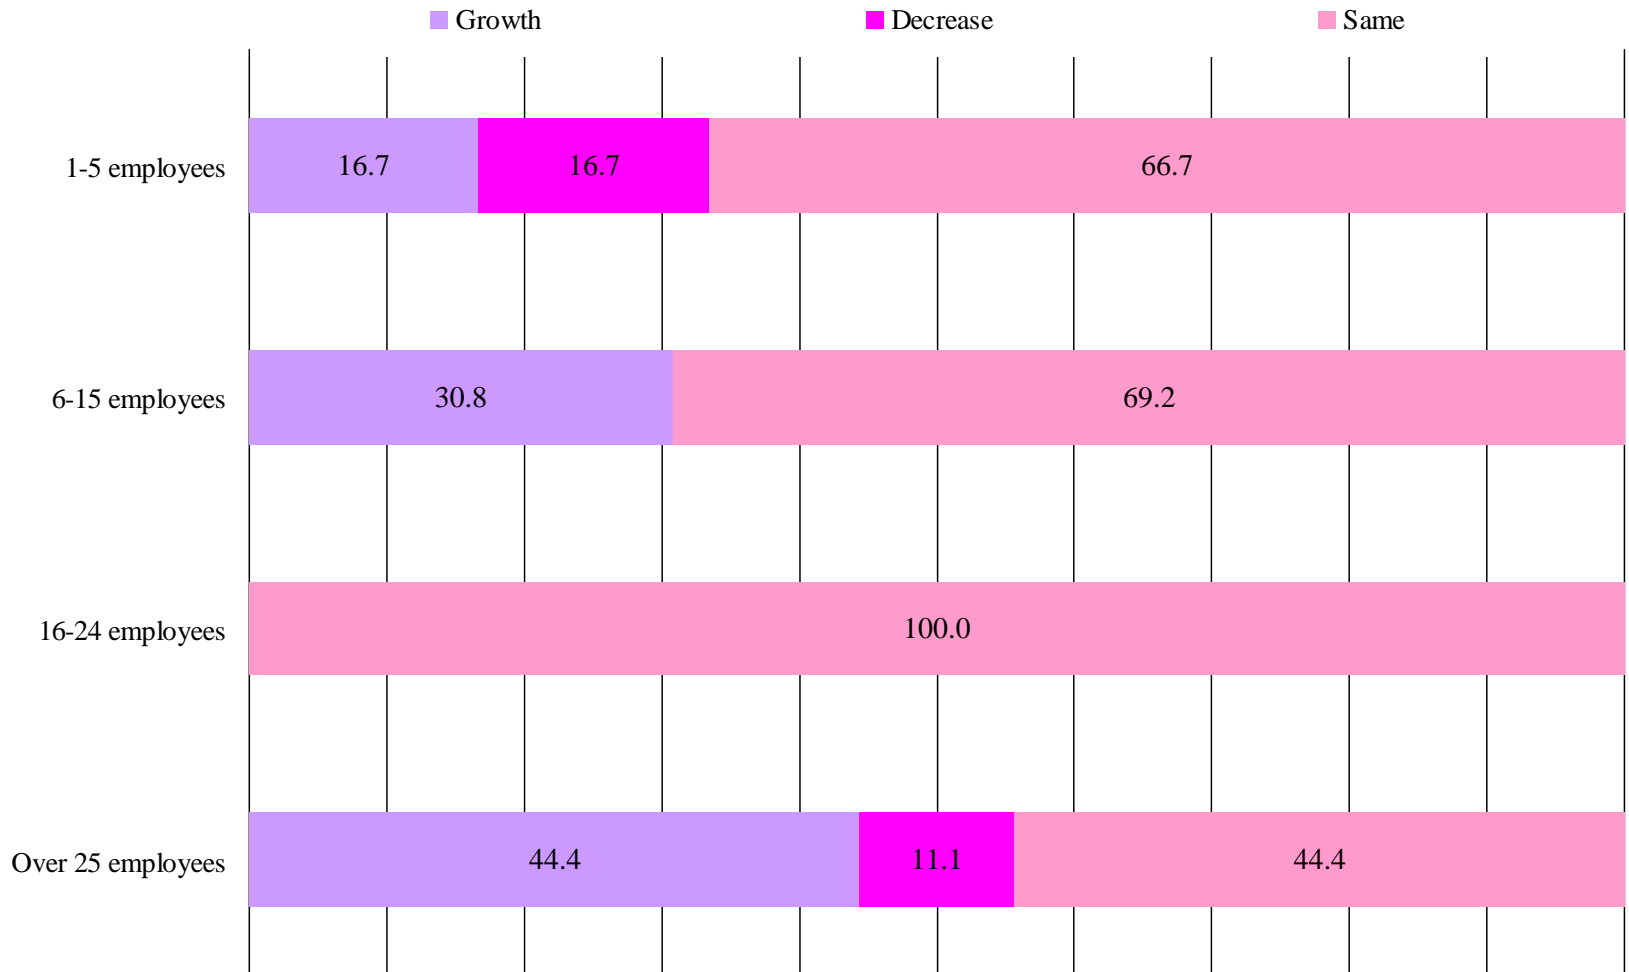 Growth Decrease Same
1-5 employees 16.7 16.7 66.7
6-15 employees 30.8 69.2
16-24 employees 100.0
Over 25 employees 44.4 11.1 44.4